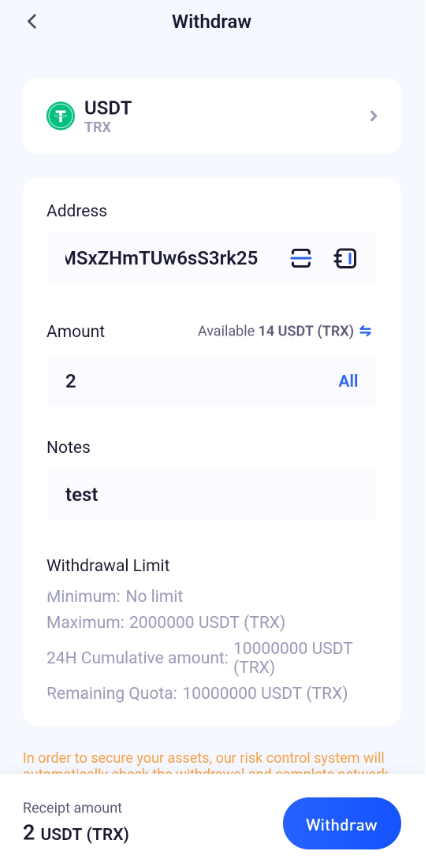 Withdraw
USDT
TRX
Address
MSxZHmTUw6sS3rk25
Amount
Available 14 USDT (TRX)
2
All
Notes
test
Withdrawal Limit
Minimum: No limit
Maximum: 2000000 USDT (TRX)
24H Cumulative amount: 10000000 USDT
(TRX)
Remaining Quota: 10000000 USDT (TRX)
In order to secure your assets, our risk control system will
automatically check the withdrawal and complete network
Receipt amount
2 USDT (TRX)
Withdraw